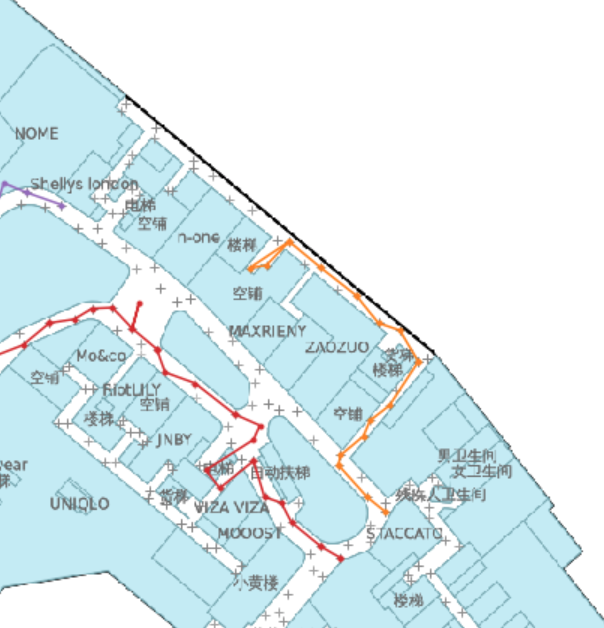 NOME
Shellys london
电梯
空铺
n-one
楼梯
空铺
MAXRIENY
ZAOZUO
Mo&co
楼梯
空铺
RiotLILY
空铺
空铺
楼梯
JNBY
男卫生间
女卫生间
自动扶梯
货梯
残疾人卫生间
UNIQLO
VIZA VIZA
MOOOST
STACCATO
小黄楼
楼梯